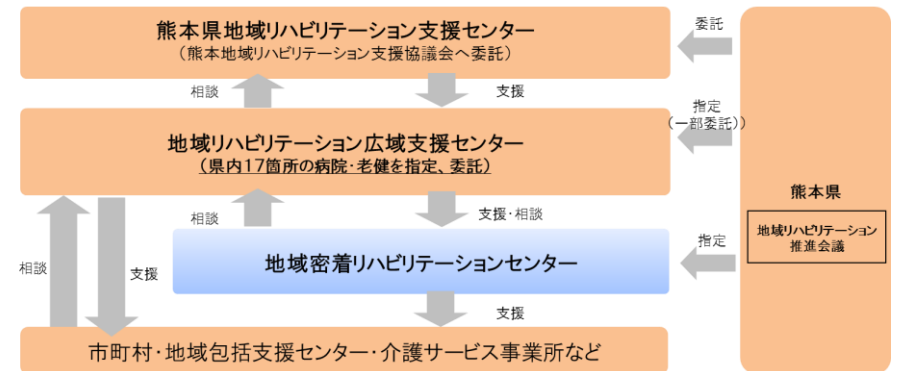 熊本県地域リハビリテーション支援センター
（熊本地域リハビリテーション支援協議会へ委託）
委託
相談
支援
指定
（一部委託））
地域リハビリテーション広域支援センター
（県内17箇所の病院・老健を指定、委託）
熊本県
地域リハビリテーション
推進会議
相談
支援・相談
指定
地域密着リハビリテーションセンター
相談
支援
支援
市町村・地域包括支援センター・介護サービス事業所など